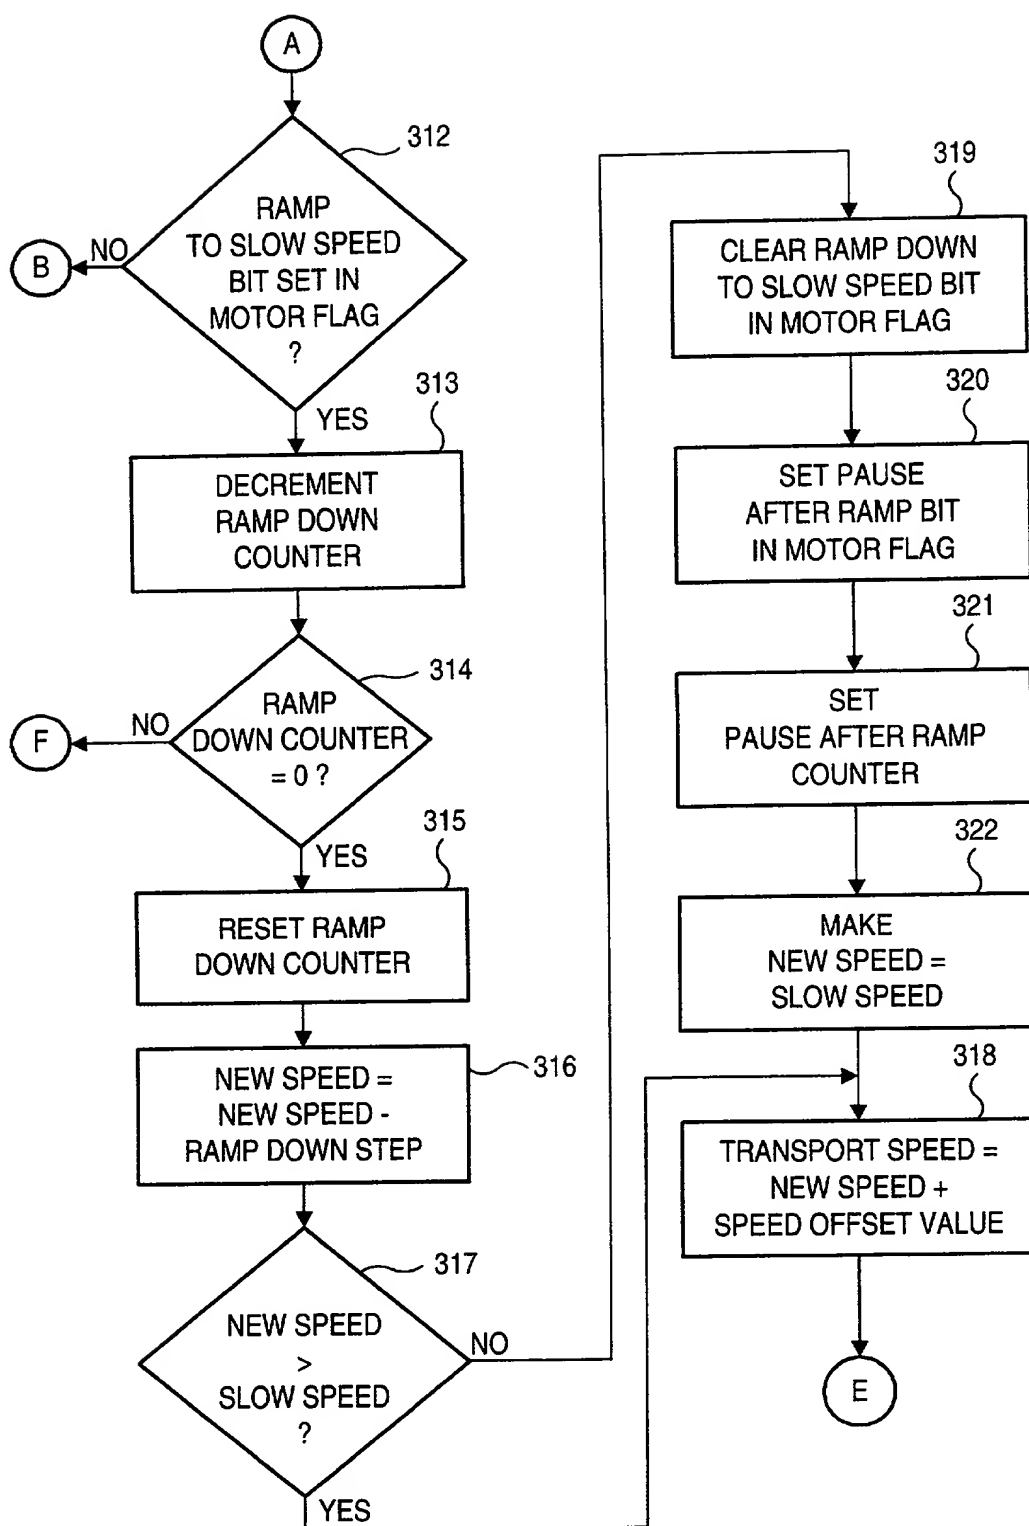 A
312
RAMP
TO SLOW SPEED
BIT SET IN
MOTOR FLAG
?
NO
B
YES
313
DECREMENT
RAMP DOWN
COUNTER
314
RAMP
DOWN COUNTER
= 0 ?
NO
F
YES
315
RESET RAMP
DOWN COUNTER
316
NEW SPEED =
NEW SPEED -
RAMP DOWN STEP
317
NEW SPEED
>
SLOW SPEED
?
NO
YES
319
CLEAR RAMP DOWN
TO SLOW SPEED BIT
IN MOTOR FLAG
320
SET PAUSE
AFTER RAMP BIT
IN MOTOR FLAG
321
SET
PAUSE AFTER RAMP
COUNTER
322
MAKE
NEW SPEED =
SLOW SPEED
318
TRANSPORT SPEED =
NEW SPEED +
SPEED OFFSET VALUE
E